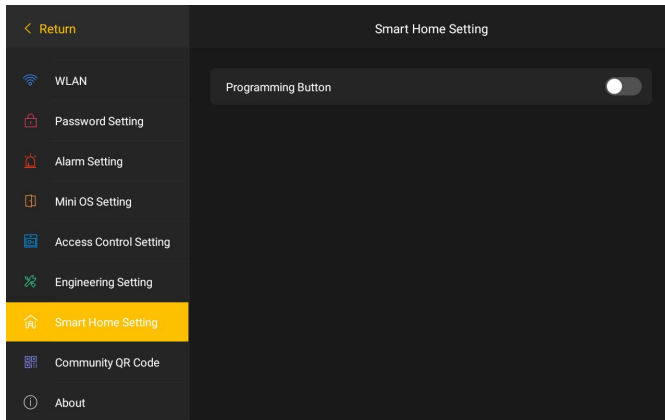 Return
Smart Home Setting
WLAN
Programming Button
Password Setting
Alarm Setting
Mini OS Setting
Access Control Setting
Engineering Setting
Smart Home Setting
Community QR Code
About